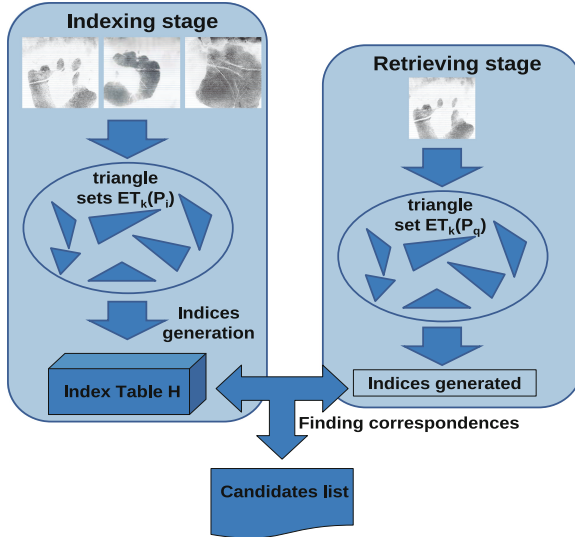 Indexing stage
triangle
sets ETk(Pi)
Indices
generation
Index Table H
Retrieving stage
triangle
set ETk(Pq)
Indices generated
Finding correspondences
Candidates list